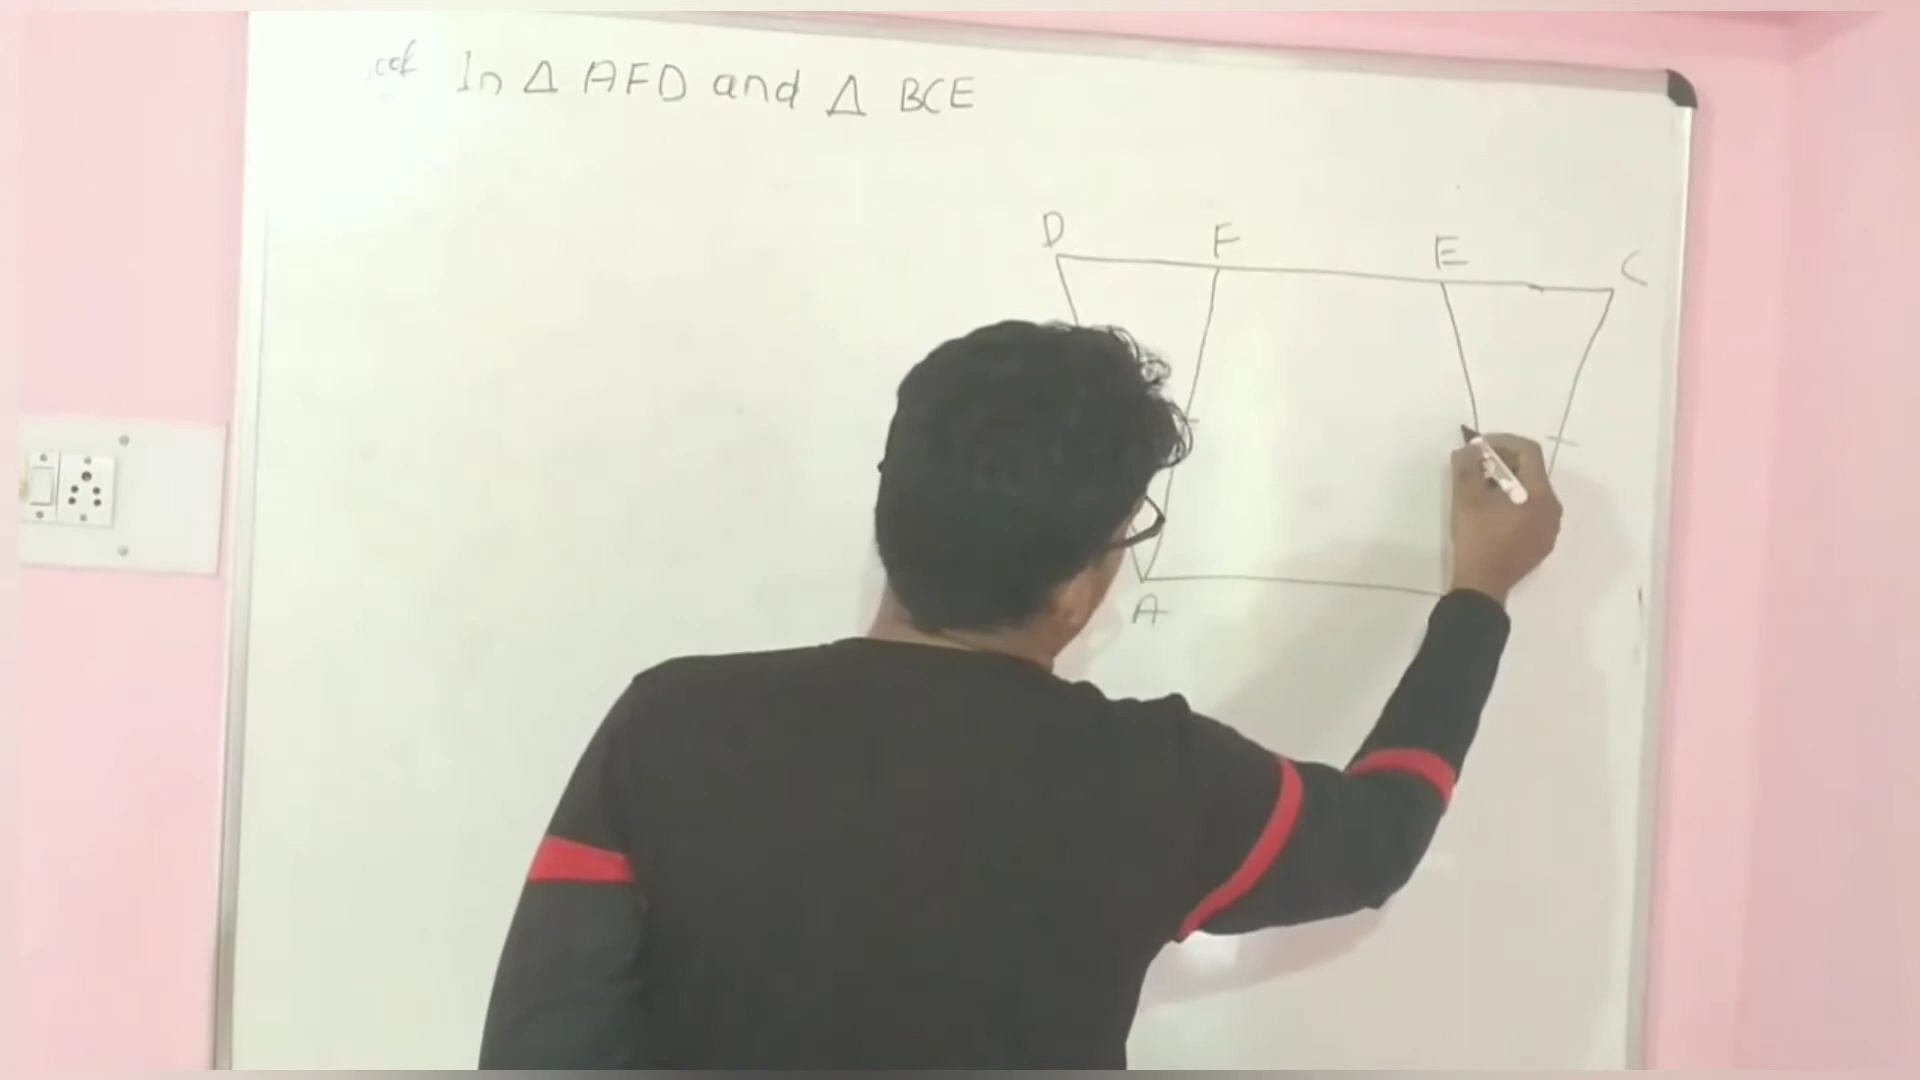 In Δ AFD and Δ BCE
D F E C
A